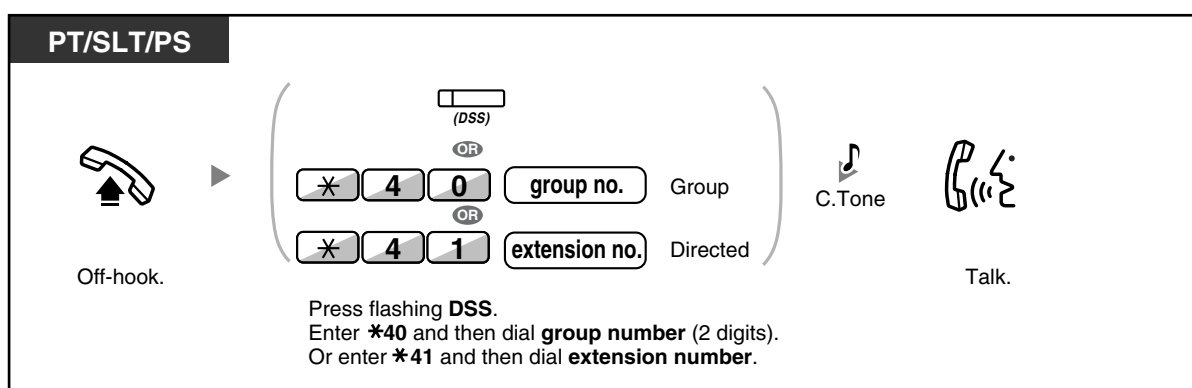 PT/SLT/PS
(DSS)
OR
* 4 0 group no. Group
OR
* 4 1 extension no. Directed
C.Tone
Off-hook.
Talk.
Press flashing DSS.
Enter *40 and then dial group number (2 digits).
Or enter *41 and then dial extension number.